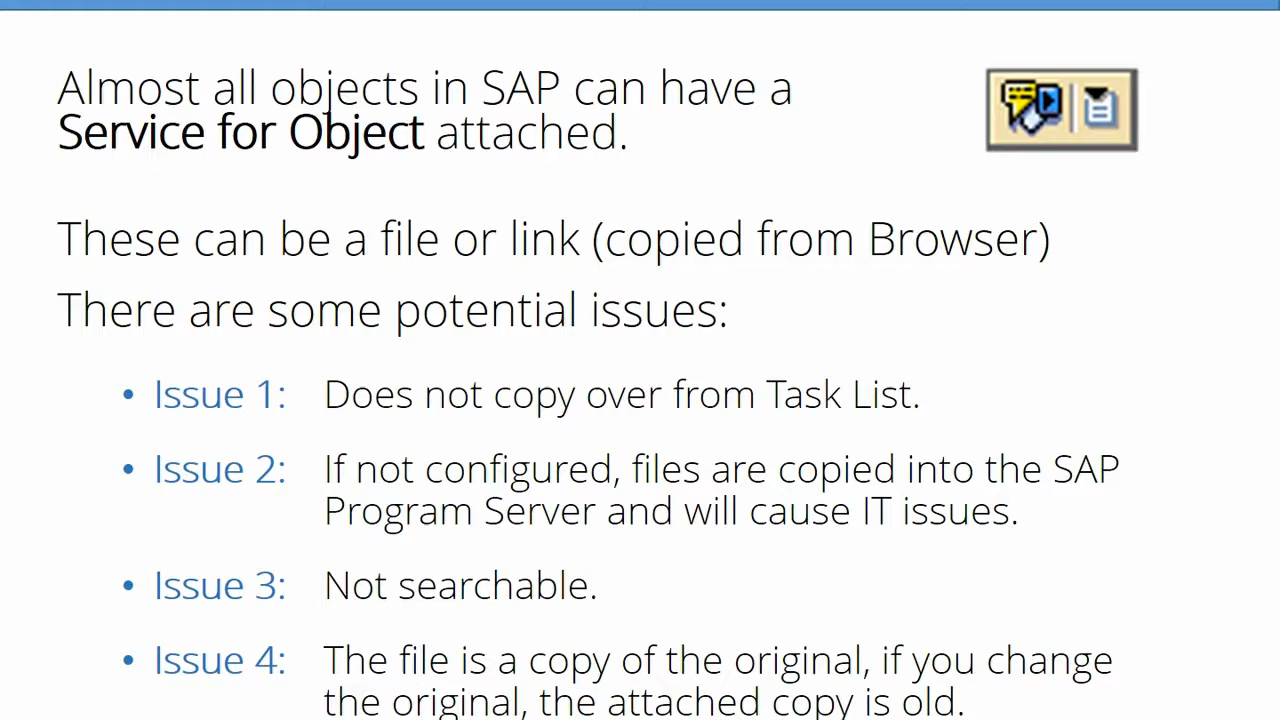 Almost all objects in SAP can have a
Service for Object attached.
These can be a file or link (copied from Browser)
There are some potential issues:
• Issue 1: Does not copy over from Task List.
• Issue 2: If not configured, files are copied into the SAP
Program Server and will cause IT issues.
• Issue 3: Not searchable.
• Issue 4: The file is a copy of the original, if you change
the original, the attached copy is old.